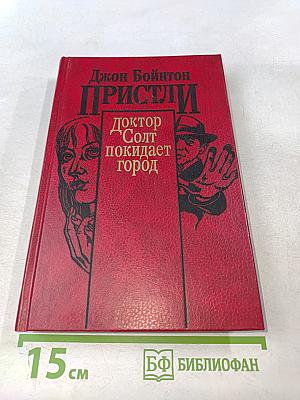 Джон Бойнтон
ПРИСТЛИ
ДОКТОР
СОЛТ
ПОКИДАЕТ
ГОРОД
15 см
БФ БИБЛИОФАН